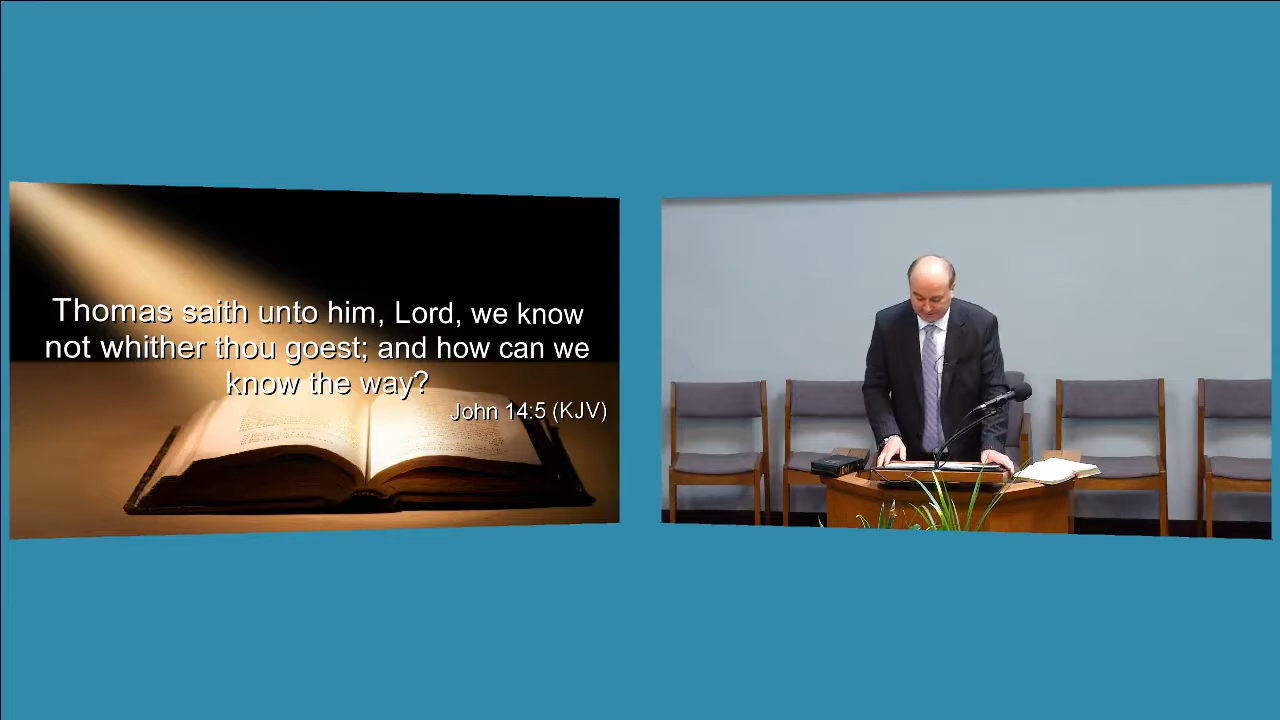 Thomas saith unto him, Lord, we know
not whither thou goest; and how can we
know the way?
John 14:5 (KJV)